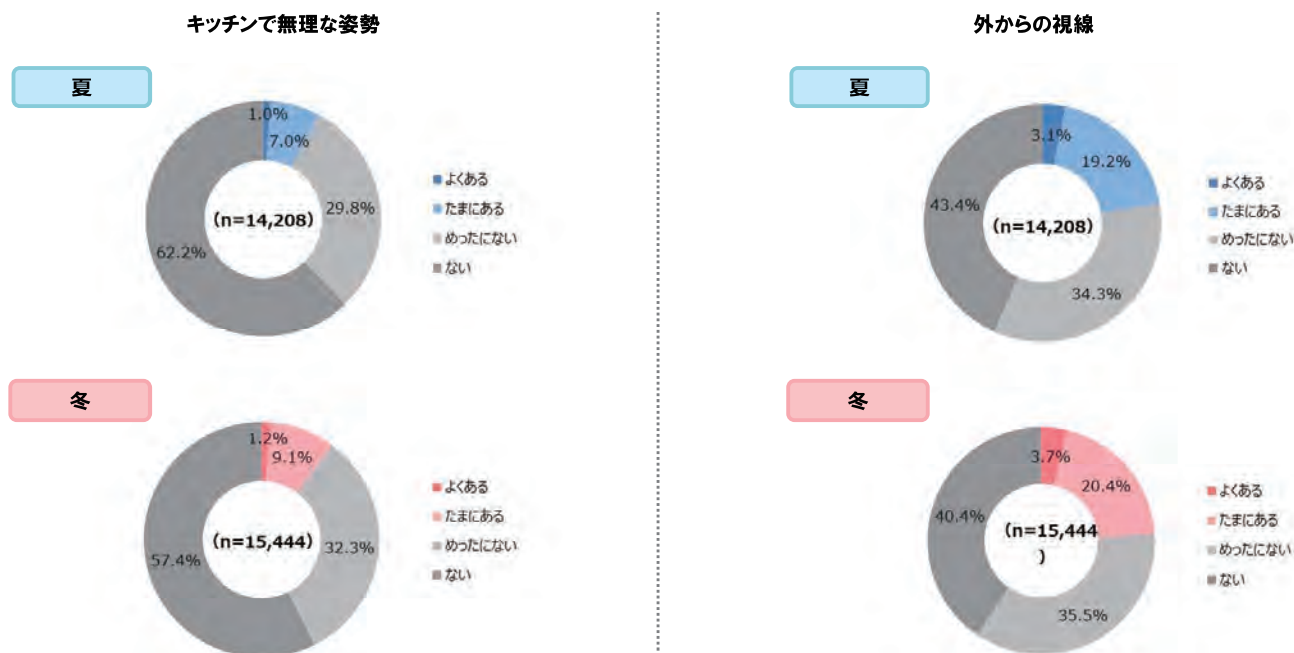 キッチンで無理な姿勢
夏
1.0%
7.0%
29.8%
62.2%
(n=14,208)
よくある
たまにある
めったにない
ない
冬
1.2%
9.1%
32.3%
57.4%
(n=15,444)
よくある
たまにある
めったにない
ない
外からの視線
夏
3.1%
19.2%
34.3%
43.4%
(n=14,208)
よくある
たまにある
めったにない
ない
冬
3.7%
20.4%
35.5%
40.4%
(n=15,444
)
よくある
たまにある
めったにない
ない